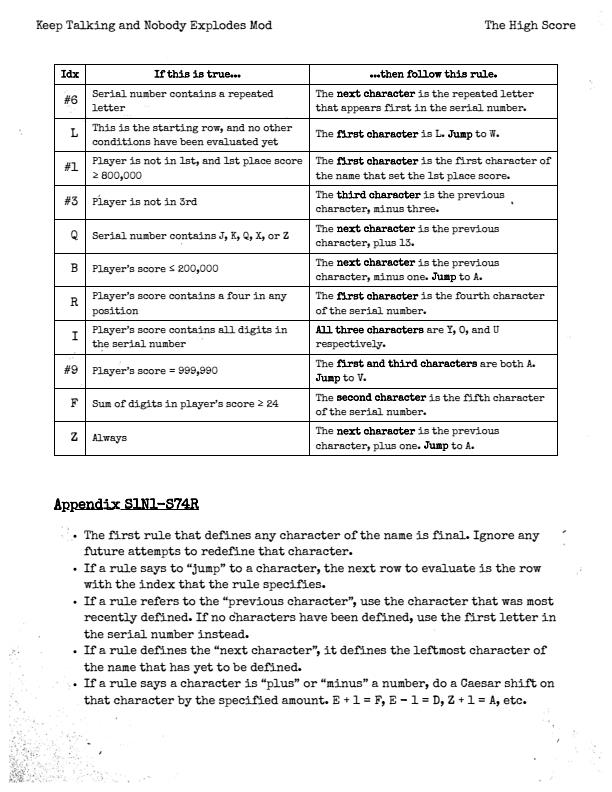 Keep Talking and Nobody Explodes Mod The High Score
Idx If this is true… …then follow this rule.
#6 Serial number contains a repeated letter The next character is the repeated letter that appears first in the serial number.
L This is the starting row, and no other conditions have been evaluated yet The first character is L. Jump to W.
#1 Player is not in 1st, and 1st place score ≥ 800,000 The first character is the first character of the name that set the 1st place score.
#3 Player is not in 3rd The third character is the previous character, minus three.
Q Serial number contains J, K, Q, X, or Z The next character is the previous character, plus 13.
B Player's score ≤ 200,000 The next character is the previous character, minus one. Jump to A.
R Player's score contains a four in any position The first character is the fourth character of the serial number.
I Player's score contains all digits in the serial number All three characters are Y, O, and U respectively.
#9 Player's score = 999,990 The first and third characters are both A. Jump to V.
F Sum of digits in player's score ≥ 24 The second character is the fifth character of the serial number.
Z Always The next character is the previous character, plus one. Jump to A.
Appendix S1N1-S74R
• The first rule that defines any character of the name is final. Ignore any
future attempts to redefine that character.
• If a rule says to "jump" to a character, the next row to evaluate is the row
with the index that the rule specifies.
• If a rule refers to the "previous character", use the character that was most
recently defined. If no characters have been defined, use the first letter in
the serial number instead.
• If a rule defines the "next character", it defines the leftmost character of
the name that has yet to be defined.
• If a rule says a character is "plus" or "minus" a number, do a Caesar shift on
that character by the specified amount. E + 1 = F, E - 1 = D, Z + 1 = A, etc.